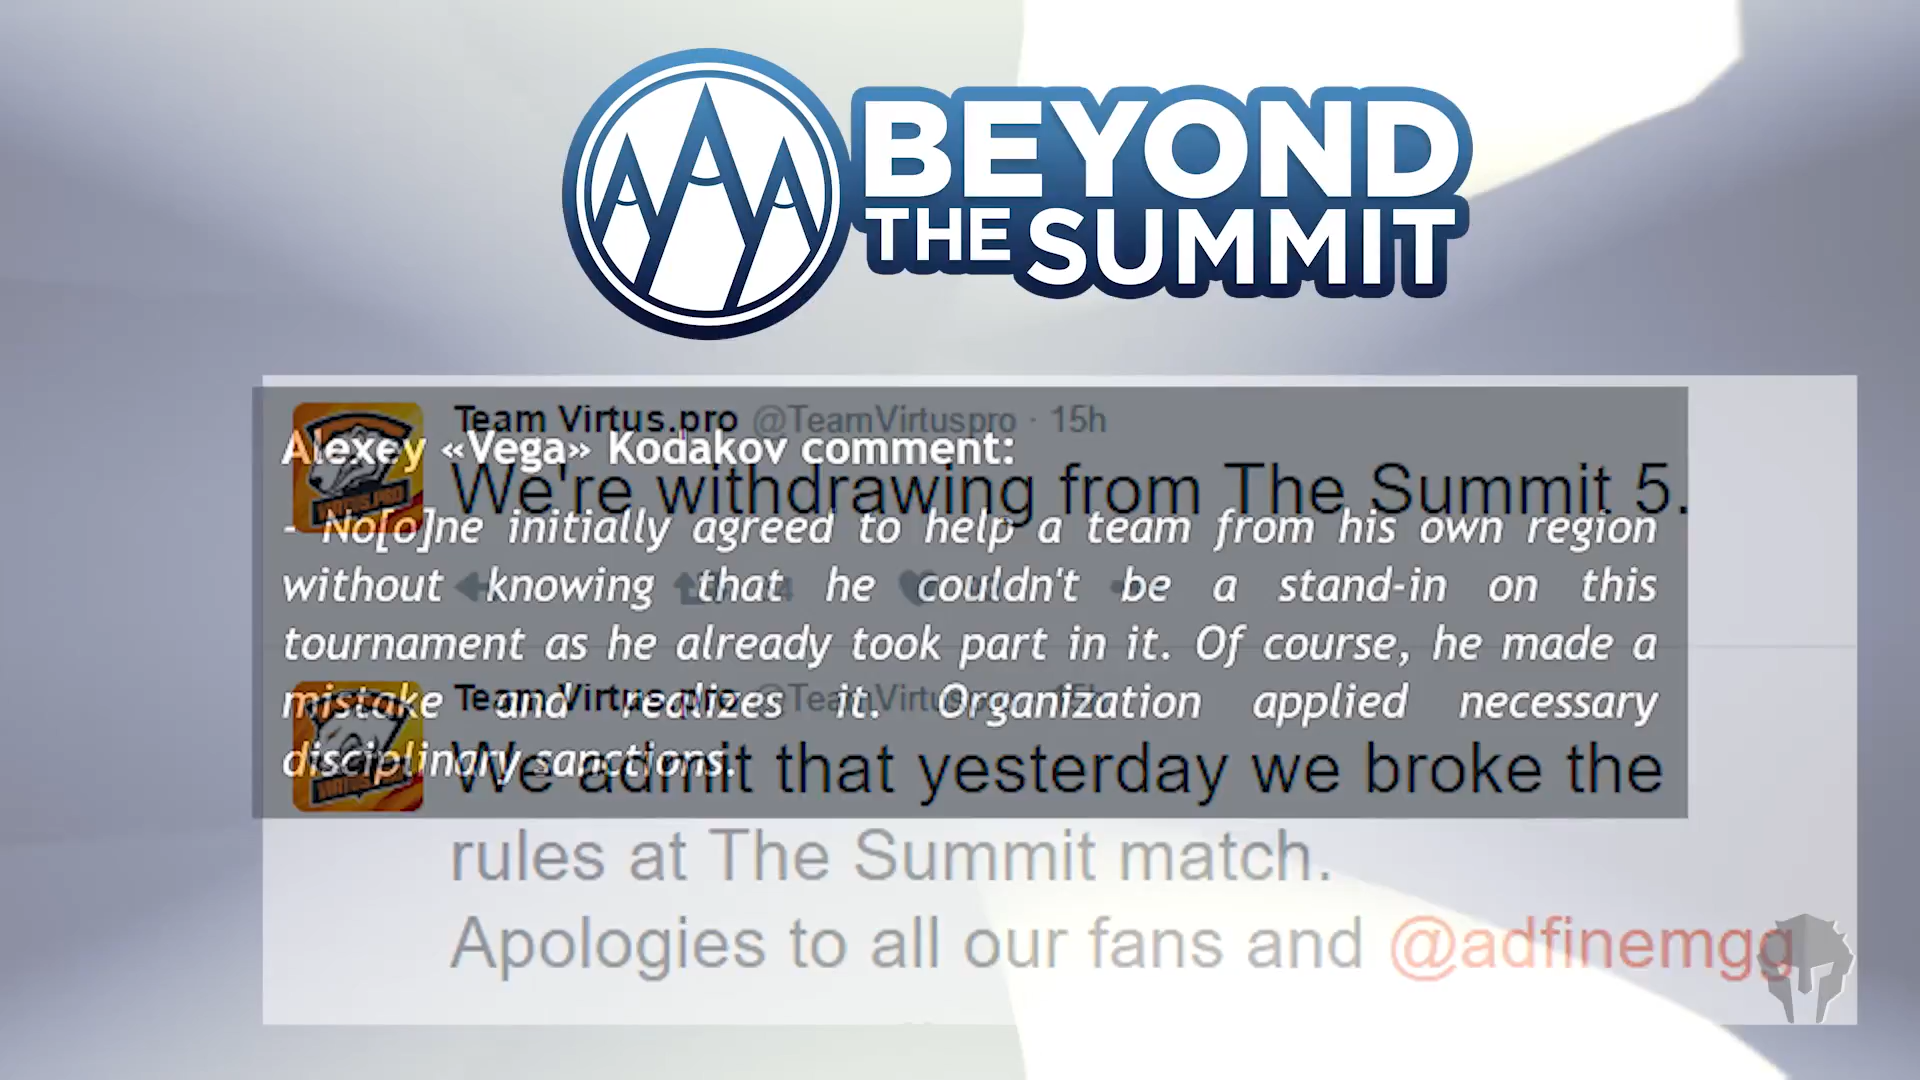 BEYOND
THE SUMMIT
Team Virtus.pro @TeamVirtuspro · 15h
We're withdrawing from The Summit 5.
Team Virtus.pro @TeamVirtuspro
We admit that yesterday we broke the
rules at The Summit match.
Apologies to all our fans and @adfinemgg
Alexey «Vega» Kodakov comment:
- No[o]ne initially agreed to help a team from his own region
without knowing that he couldn't be a stand-in on this
tournament as he already took part in it. Of course, he made a
mistake and realizes it. Organization applied necessary
disciplinary sanctions.